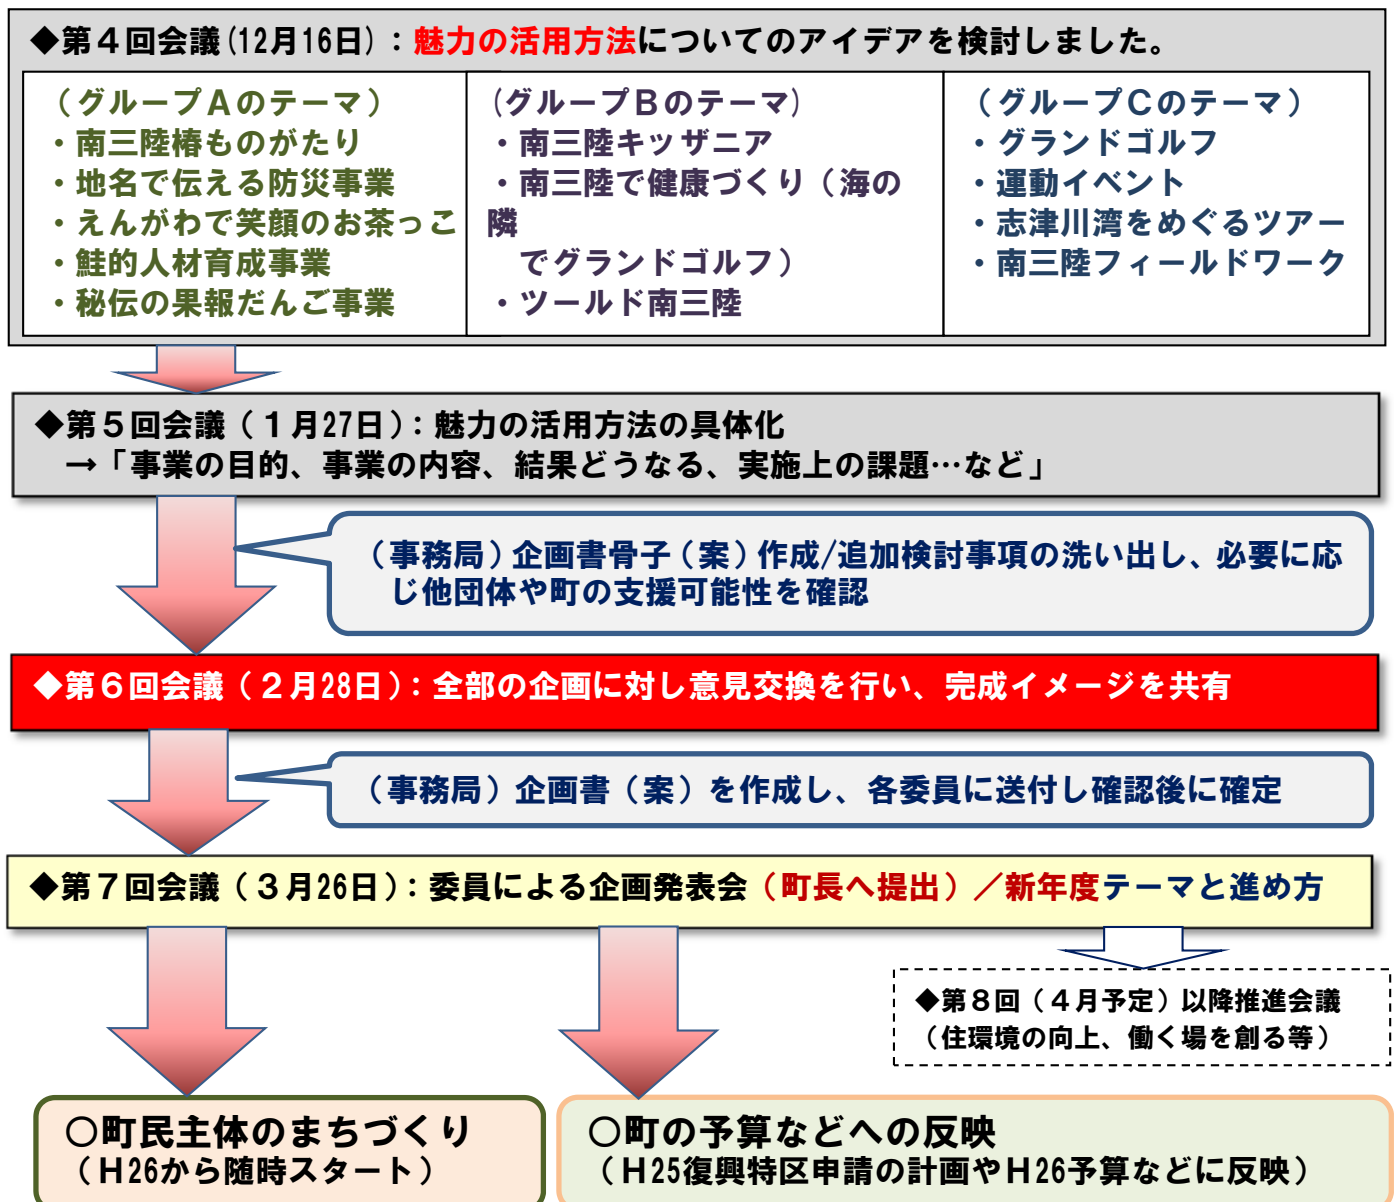 ◆第４回会議(12月16日)：魅力の活用方法についてのアイデアを検討しました。
（グループＡのテーマ）
・南三陸椿ものがたり
・地名で伝える防災事業
・えんがわで笑顔のお茶っこ
・鮭的人材育成事業
・秘伝の果報だんご事業
(グループＢのテーマ)
・南三陸キッザニア
・南三陸で健康づくり（海の
隣
でグランドゴルフ）
・ツールド南三陸
（グループＣのテーマ）
・グランドゴルフ
・運動イベント
・志津川湾をめぐるツアー
・南三陸フィールドワーク
◆第５回会議（１月27日）：魅力の活用方法の具体化
→「事業の目的、事業の内容、結果どうなる、実施上の課題…など」
（事務局）企画書骨子（案）作成/追加検討事項の洗い出し、必要に応
じ他団体や町の支援可能性を確認
◆第６回会議（２月28日）：全部の企画に対し意見交換を行い、完成イメージを共有
（事務局）企画書（案）を作成し、各委員に送付し確認後に確定
◆第７回会議（３月26日）：委員による企画発表会（町長へ提出）／新年度テーマと進め方
◆第８回（４月予定）以降推進会議
（住環境の向上、働く場を創る等）
○町民主体のまちづくり
（Ｈ26から随時スタート）
○町の予算などへの反映
（Ｈ25復興特区申請の計画やＨ26予算などに反映）